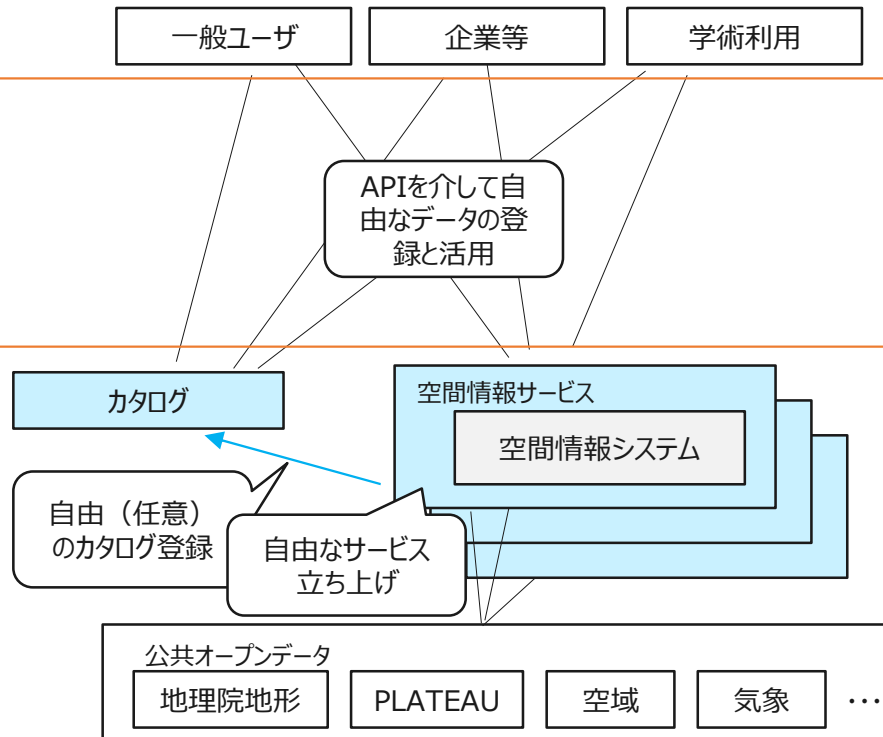 一般ユーザ
企業等
学術利用
APIを介して自
由なデータの登
録と活用
カタログ
空間情報サービス
空間情報システム
自由（任意）
のカタログ登録
自由なサービス
立ち上げ
公共オープンデータ
地理院地形
PLATEAU
空域
気象
…